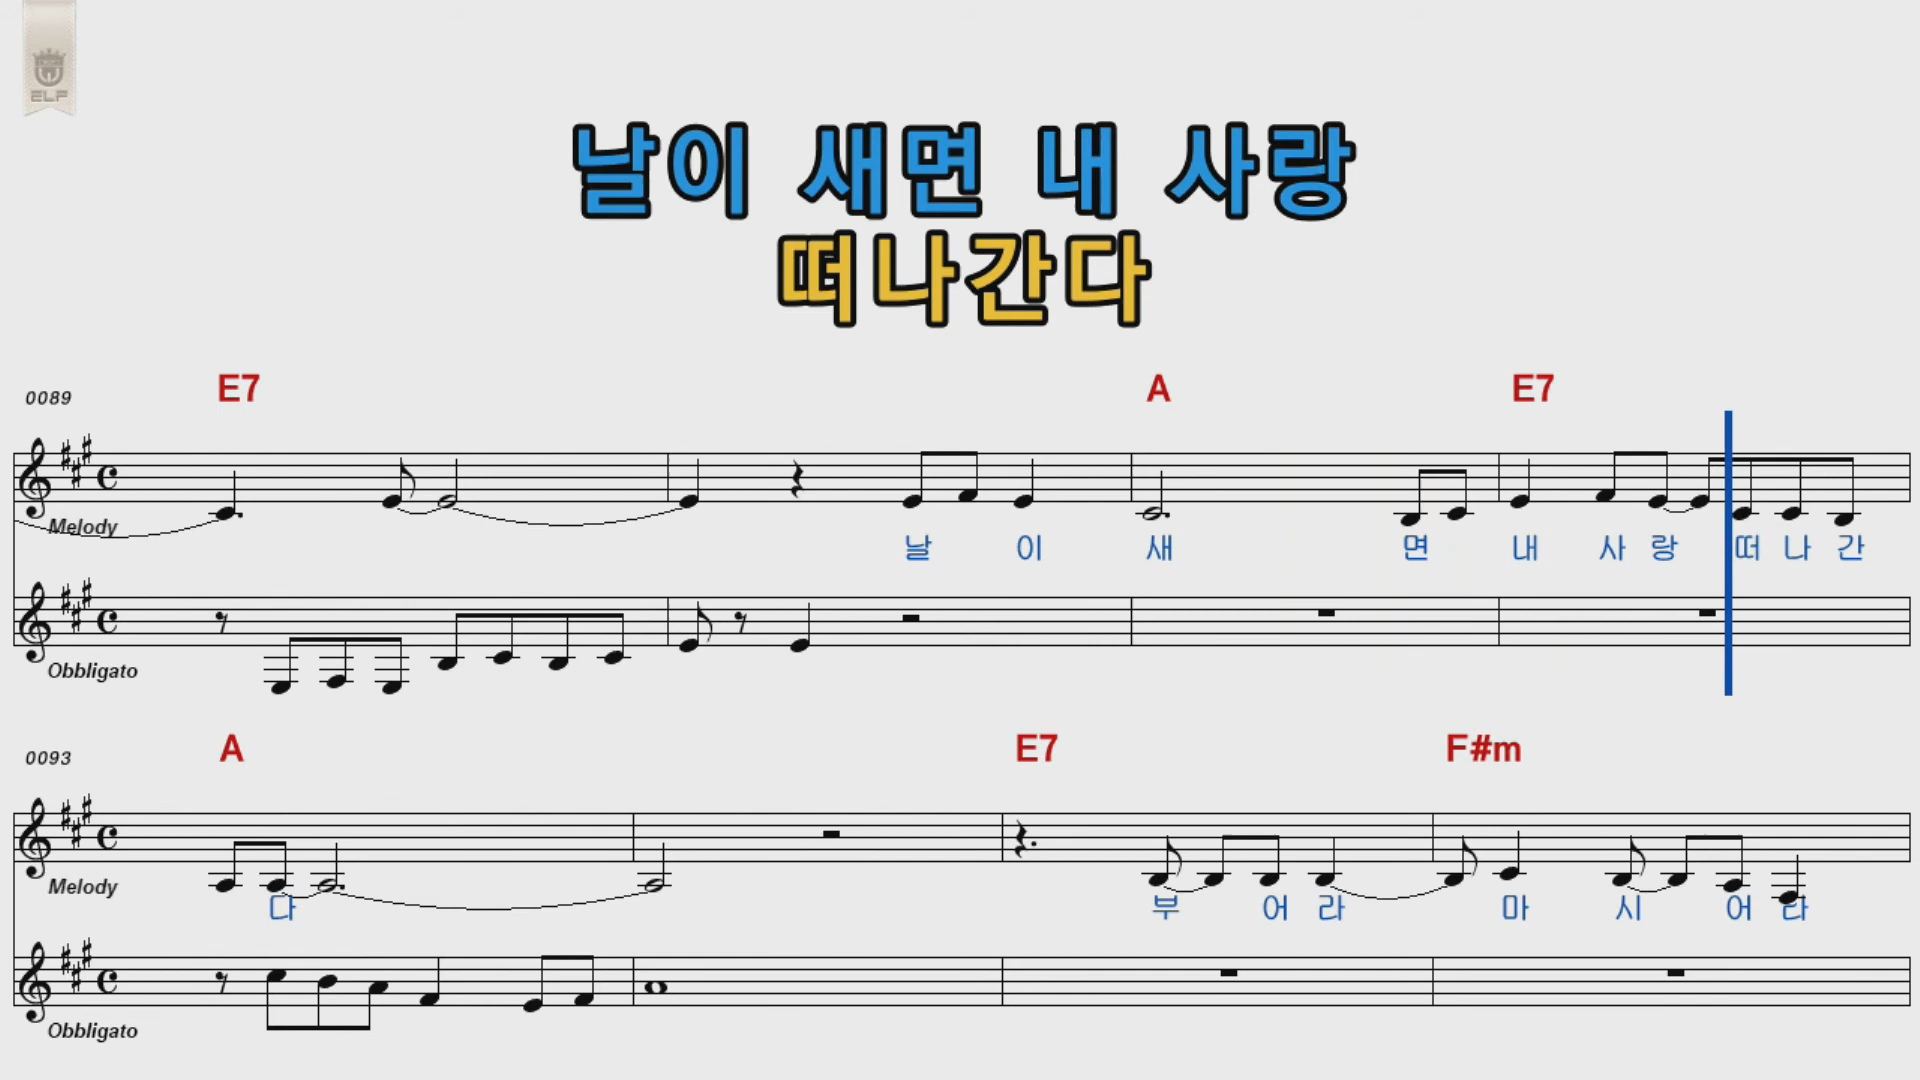 ELF
날이 새면 내 사랑
떠나간다
0089 E7 A E7
Melody
날 이 새 면 내 사 랑 떠 나 간
Obbligato
0093 A E7 F#m
Melody
다 부 어 라 마 시 어 라
Obbligato